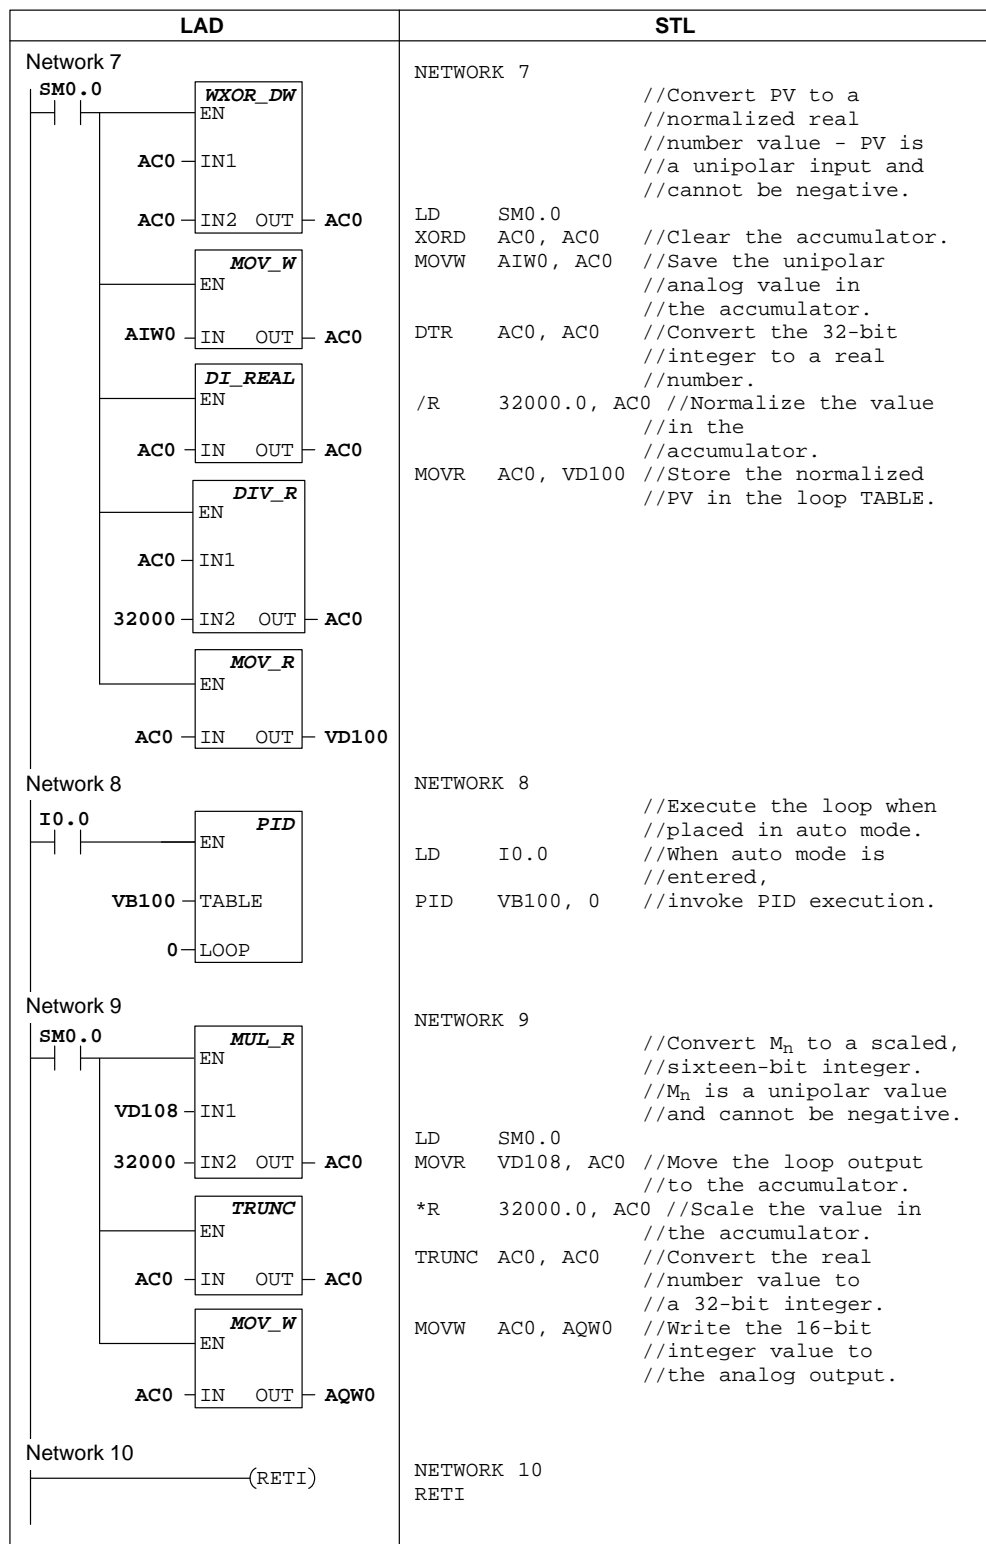 LAD
STL
Network 7
SM0.0
WXOR_DW
EN
AC0 IN1
AC0 IN2 OUT AC0
MOV_W
EN
AIW0 IN OUT AC0
DI_REAL
EN
AC0 IN OUT AC0
DIV_R
EN
AC0 IN1
32000 IN2 OUT AC0
MOV_R
EN
AC0 IN OUT VD100
NETWORK 7
//Convert PV to a
//normalized real
//number value - PV is
//a unipolar input and
//cannot be negative.
LD SM0.0
XORD AC0, AC0 //Clear the accumulator.
MOVW AIW0, AC0 //Save the unipolar
//analog value in
//the accumulator.
DTR AC0, AC0 //Convert the 32-bit
//integer to a real
//number.
/R 32000.0, AC0 //Normalize the value
//in the
//accumulator.
MOVR AC0, VD100 //Store the normalized
//PV in the loop TABLE.
Network 8
I0.0
PID
EN
VB100 TABLE
0 LOOP
NETWORK 8
//Execute the loop when
//placed in auto mode.
LD I0.0 //When auto mode is
//entered,
PID VB100, 0 //invoke PID execution.
Network 9
SM0.0
MUL_R
EN
VD108 IN1
32000 IN2 OUT AC0
TRUNC
EN
AC0 IN OUT AC0
MOV_W
EN
AC0 IN OUT AQW0
NETWORK 9
//Convert Mn to a scaled,
//sixteen-bit integer.
//Mn is a unipolar value
//and cannot be negative.
LD SM0.0
MOVR VD108, AC0 //Move the loop output
//to the accumulator.
*R 32000.0, AC0 //Scale the value in
//the accumulator.
TRUNC AC0, AC0 //Convert the real
//number value to
//a 32-bit integer.
MOVW AC0, AQW0 //Write the 16-bit
//integer value to
//the analog output.
Network 10
(RETI)
NETWORK 10
RETI